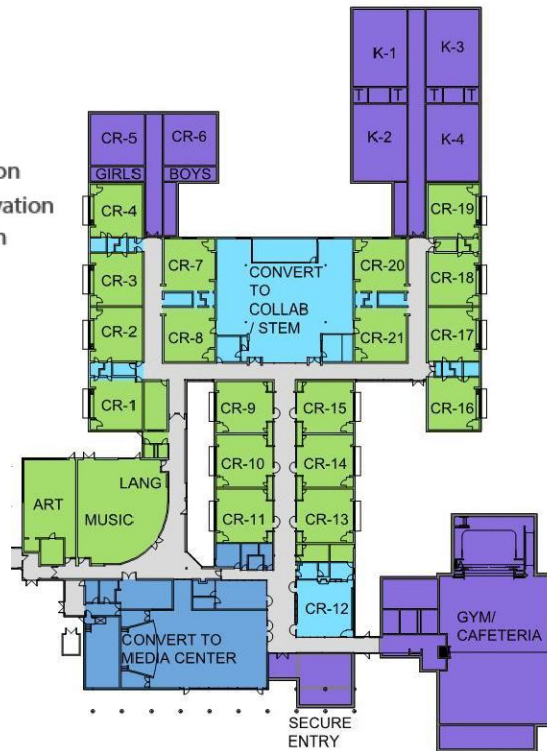 K-1
K-3
T
T
T
T
K-2
K-4
CR-5
CR-6
GIRLS
BOYS
on
vation
n
CR-4
CR-19
CR-7
CONVERT
TO
COLLAB
/ STEM
CR-20
CR-3
CR-18
CR-2
CR-8
CR-21
CR-17
CR-1
CR-9
CR-15
CR-16
CR-10
CR-14
LANG
ART
MUSIC
CR-11
CR-13
CR-12
GYM/
CAFETERIA
CONVERT TO
MEDIA CENTER
SECURE
ENTRY